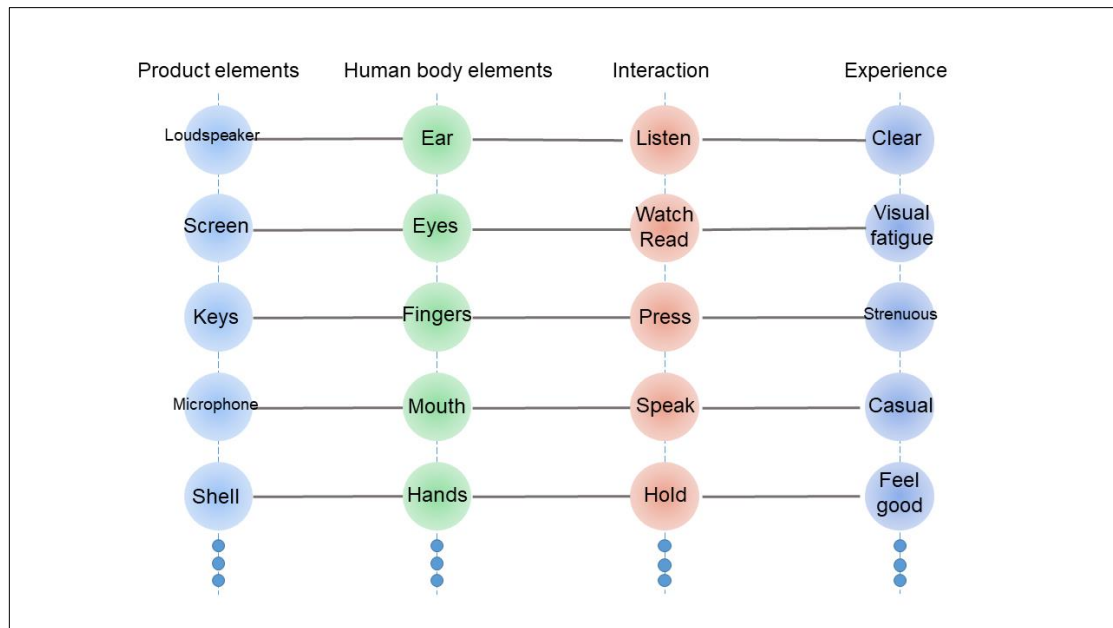 Product elements Human body elements Interaction Experience
Loudspeaker Ear Listen Clear
Screen Eyes Watch Read Visual fatigue
Keys Fingers Press Strenuous
Microphone Mouth Speak Casual
Shell Hands Hold Feel good